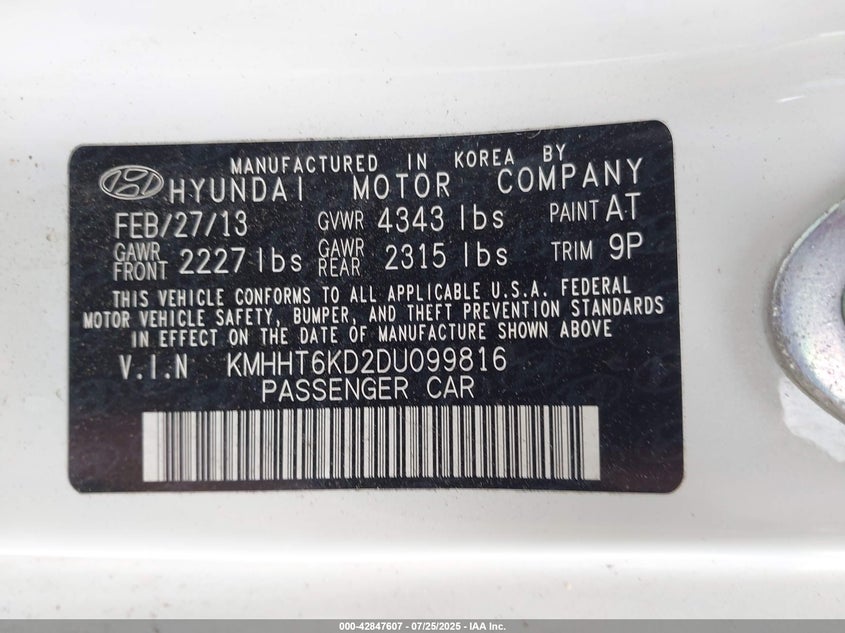 MANUFACTURED IN KOREA BY
HYUNDAI MOTOR COMPANY
FEB/27/13 GVWR 4343 lbs PAINT AT
GAWR FRONT 2227 lbs GAWR REAR 2315 lbs TRIM 9P
THIS VEHICLE CONFORMS TO ALL APPLICABLE U.S.A. FEDERAL
MOTOR VEHICLE SAFETY, BUMPER, AND THEFT PREVENTION STANDARDS
IN EFFECT ON THE DATE OF MANUFACTURE SHOWN ABOVE
V.I.N KMHHT6KD2DU099816
PASSENGER CAR
000-42847607 - 07/25/2025 - IAA Inc.